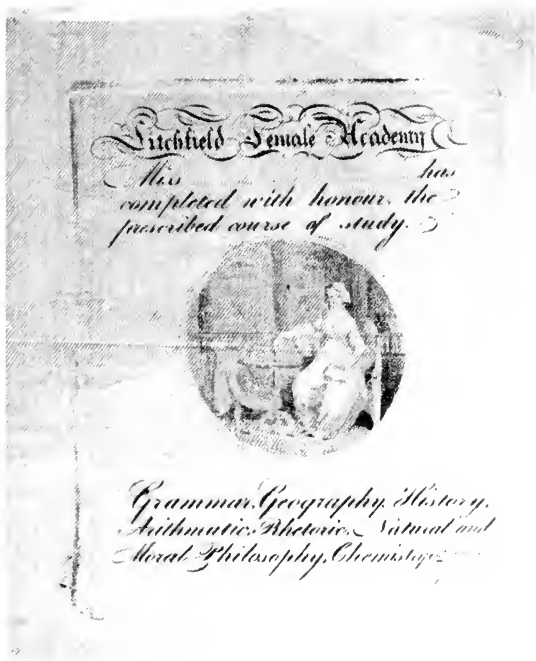 Litchfield Female Academy
Miss has
completed with honour, the
prescribed course of study.
Grammar, Geography, History,
Arithmatic, Rhetoric, Natural and
Moral Philosophy, Chemistry.